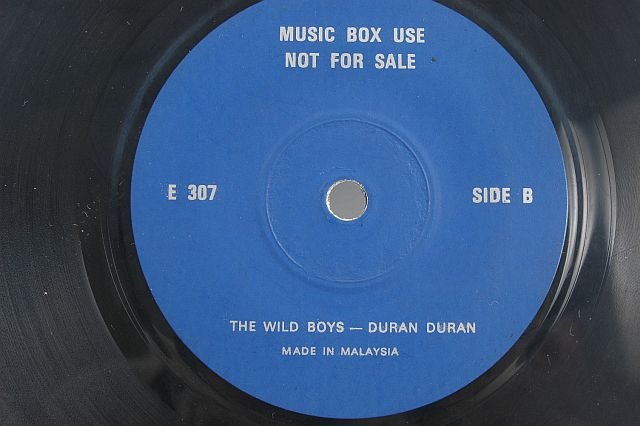 MUSIC BOX USE
NOT FOR SALE
E 307 SIDE B
THE WILD BOYS — DURAN DURAN
MADE IN MALAYSIA